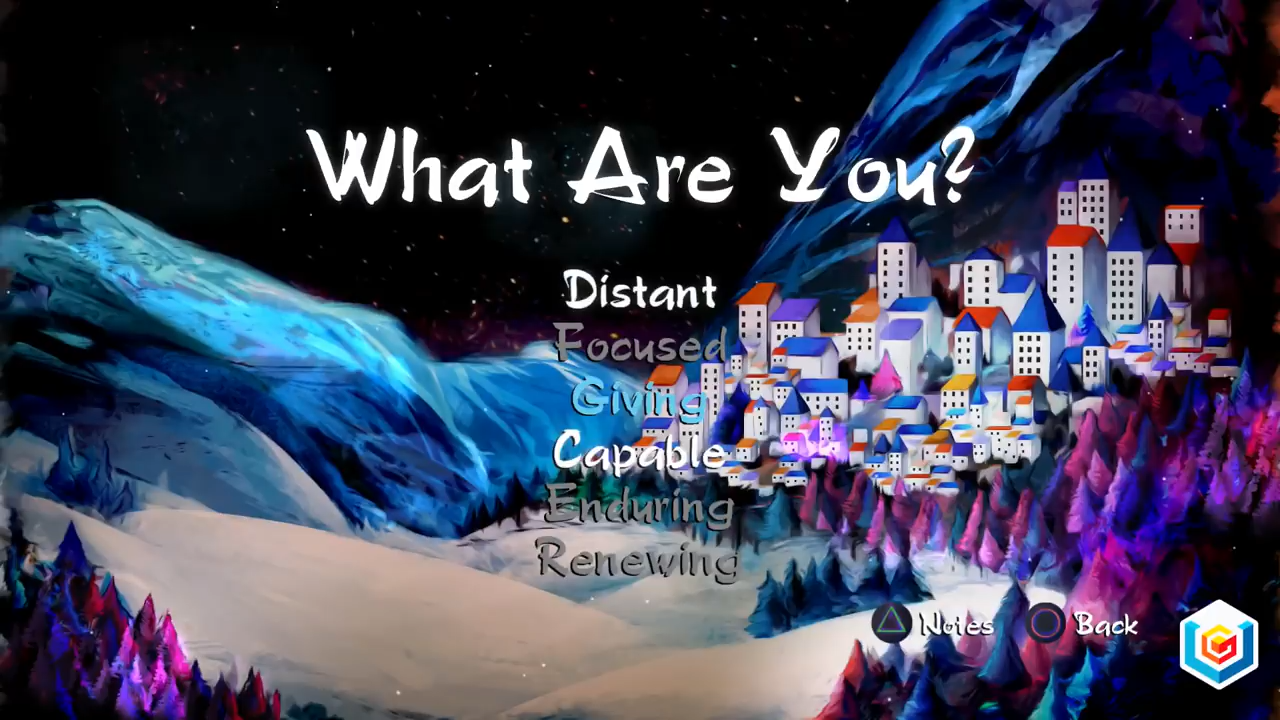 What Are You?
Distant
Focused
Giving
Capable
Enduring
Renewing
Notes Back